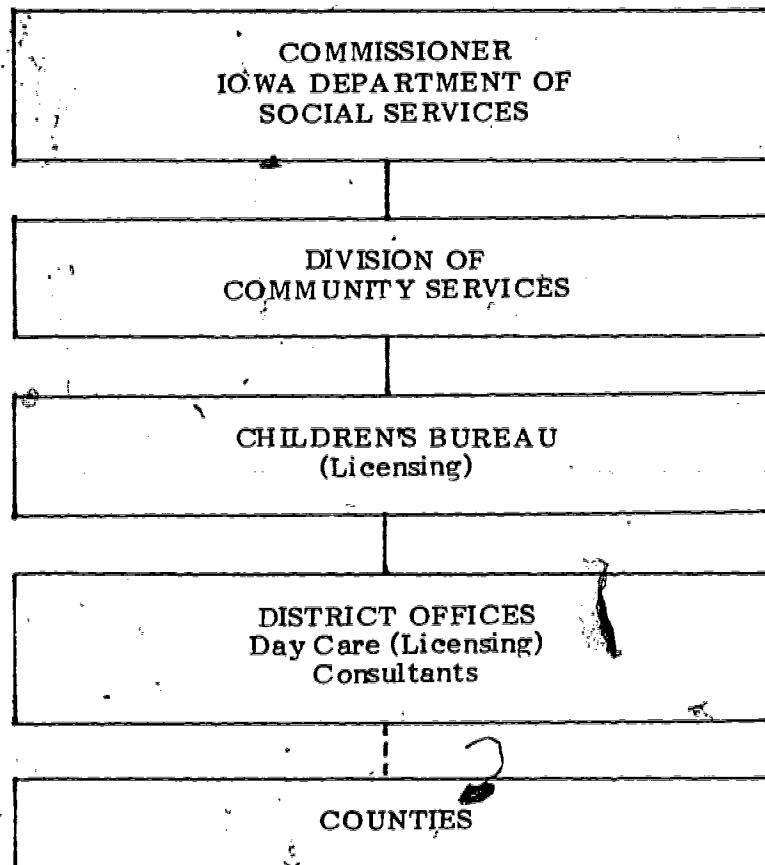 COMMISSIONER
IOWA DEPARTMENT OF
SOCIAL SERVICES
DIVISION OF
COMMUNITY SERVICES
CHILDREN'S BUREAU
(Licensing)
DISTRICT OFFICES
Day Care (Licensing)
Consultants
COUNTIES